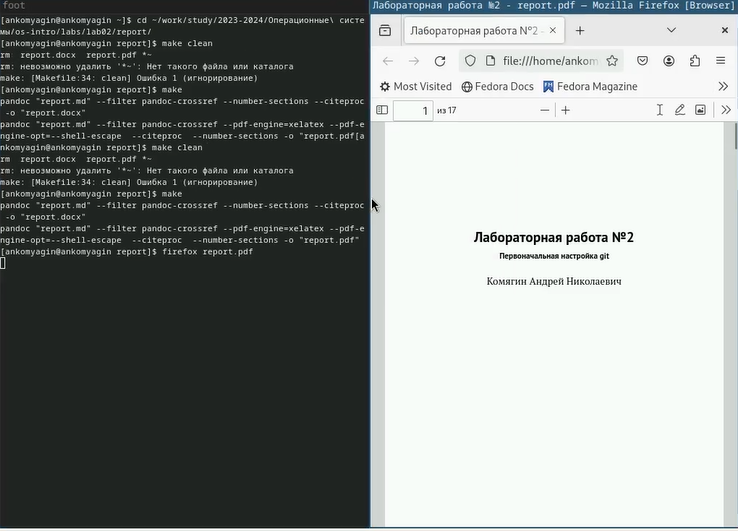 foot
[ankomyagin@ankomyagin ~]$ cd ~/work/study/2023-2024/Операционные\ систе
мы/os-intro/labs/lab02/report/
[ankomyagin@ankomyagin report]$ make clean
rm  report.docx  report.pdf *~
rm: невозможно удалить '*~': Нет такого файла или каталога
make: [Makefile:34: clean] Ошибка 1 (игнорирование)
[ankomyagin@ankomyagin report]$ make
pandoc "report.md" --filter pandoc-crossref --number-sections --citeproc
 -o "report.docx"
pandoc "report.md" --filter pandoc-crossref --pdf-engine=xelatex --pdf-e
ngine-opt=--shell-escape  --citeproc  --number-sections -o "report.pdf[a
nkomyagin@ankomyagin report]$ make clean
rm  report.docx  report.pdf *~
rm: невозможно удалить '*~': Нет такого файла или каталога
make: [Makefile:34: clean] Ошибка 1 (игнорирование)
[ankomyagin@ankomyagin report]$ make
pandoc "report.md" --filter pandoc-crossref --number-sections --citeproc
 -o "report.docx"
pandoc "report.md" --filter pandoc-crossref --pdf-engine=xelatex --pdf-e
ngine-opt=--shell-escape  --citeproc  --number-sections -o "report.pdf"
[ankomyagin@ankomyagin report]$ firefox report.pdf
Лабораторная работа №2 - report.pdf — Mozilla Firefox [Browser]
Лабораторная работа №2 -
file:///home/ankom
Most Visited Fedora Docs Fedora Magazine
1 из 17
Лабораторная работа №2
Первоначальная настройка git
Комягин Андрей Николаевич